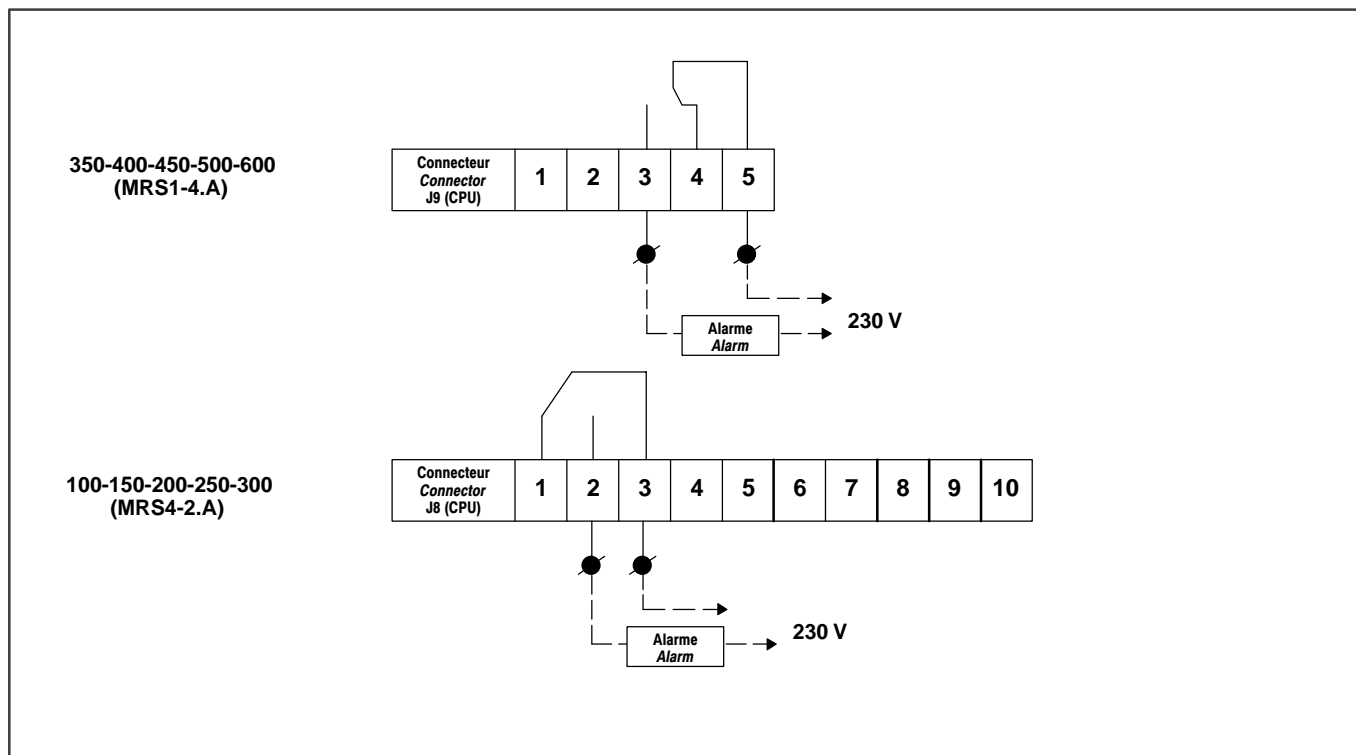 350-400-450-500-600
(MRS1-4.A)
Connecteur
Connector
J9 (CPU)
1 2 3 4 5
230 V
Alarme
Alarm
100-150-200-250-300
(MRS4-2.A)
Connecteur
Connector
J8 (CPU)
1 2 3 4 5 6 7 8 9 10
230 V
Alarme
Alarm